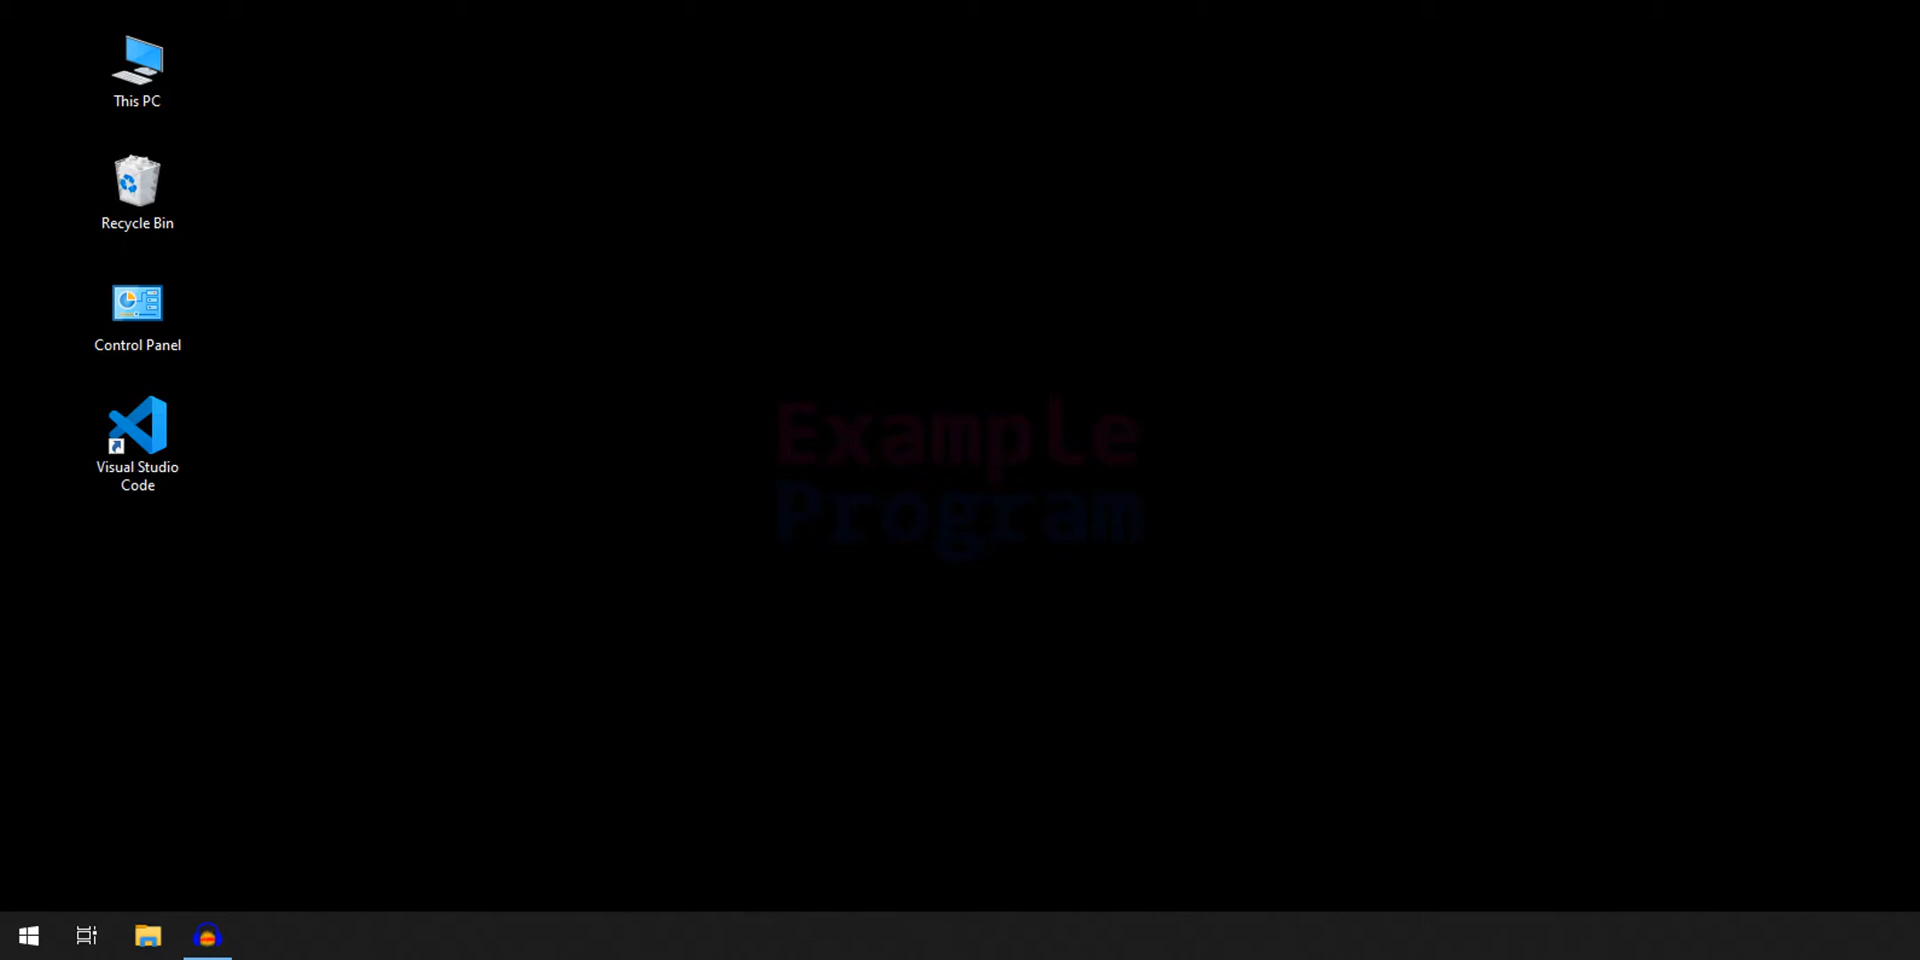 This PC
Recycle Bin
Control Panel
Visual Studio
Code
Example
Program